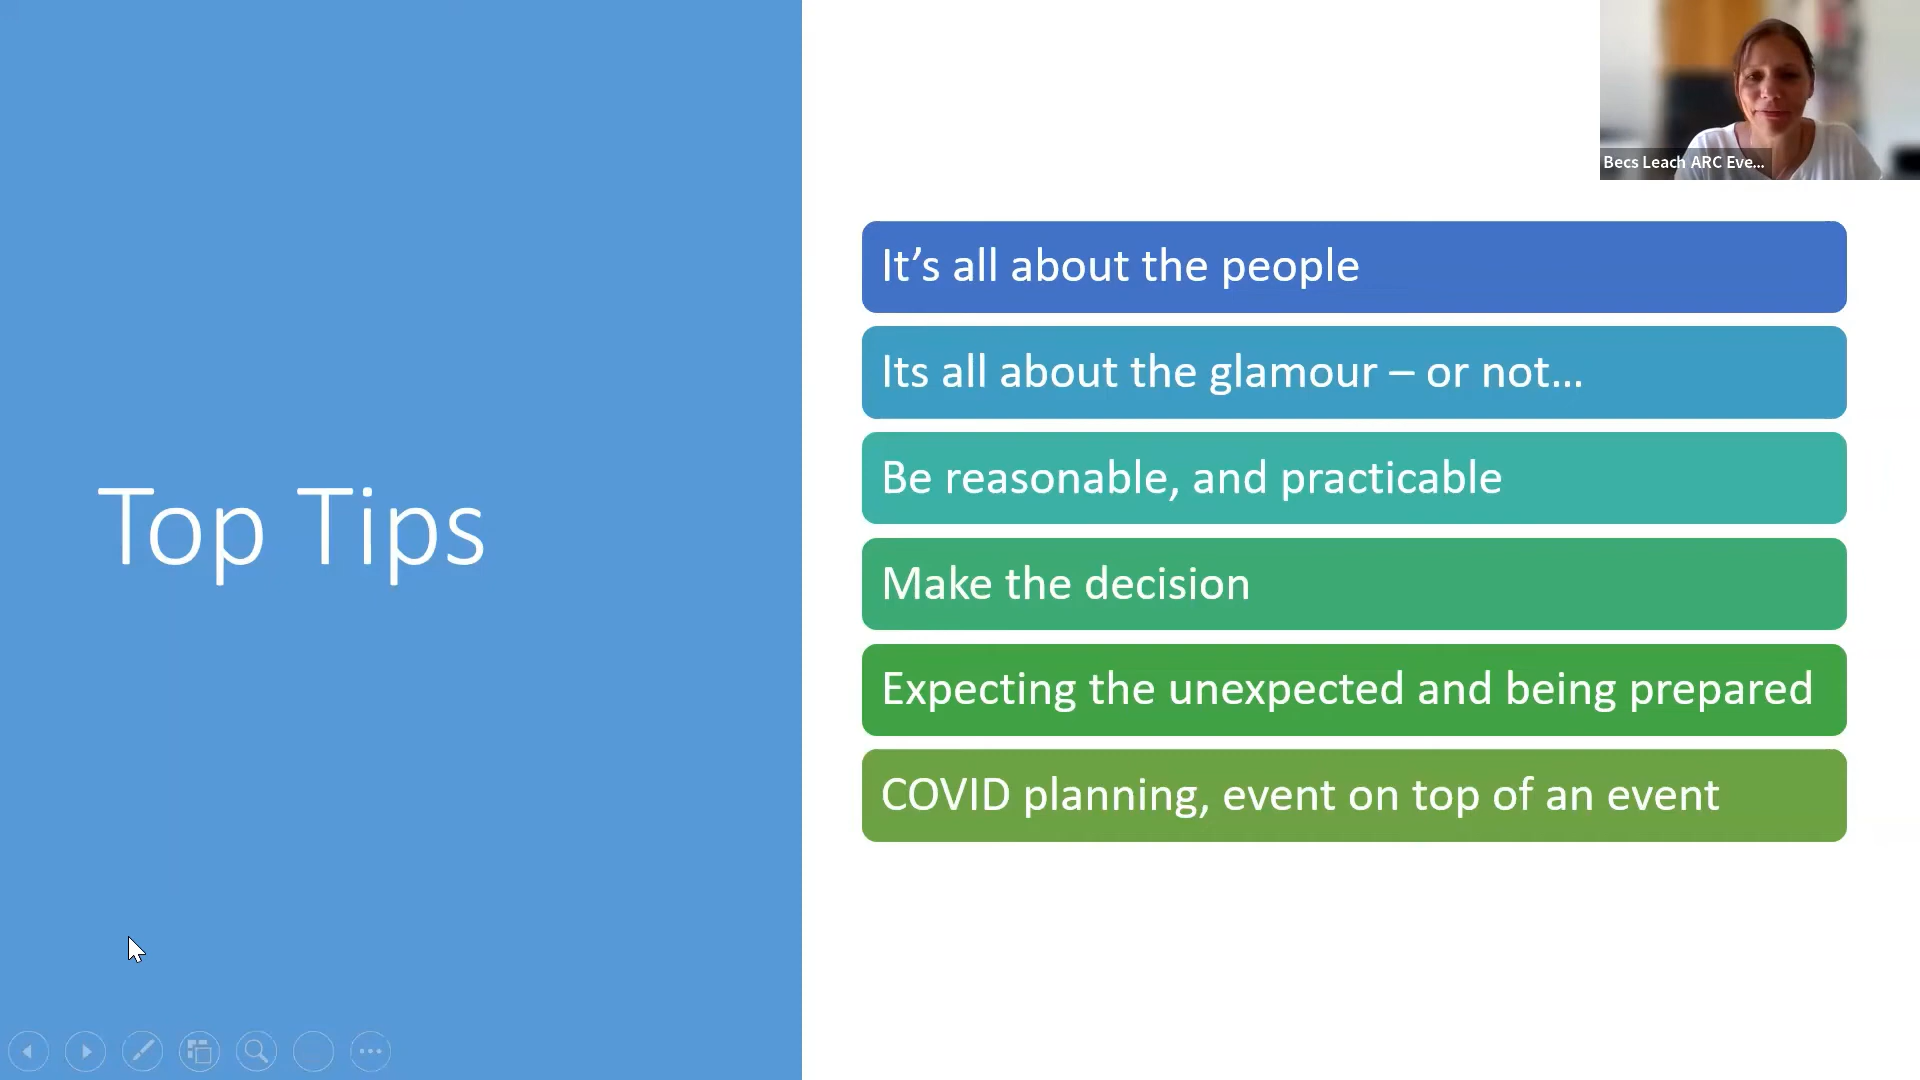 Becs Leach ARC Eve...
It’s all about the people
Its all about the glamour – or not...
Be reasonable, and practicable
Top Tips
Make the decision
Expecting the unexpected and being prepared
COVID planning, event on top of an event